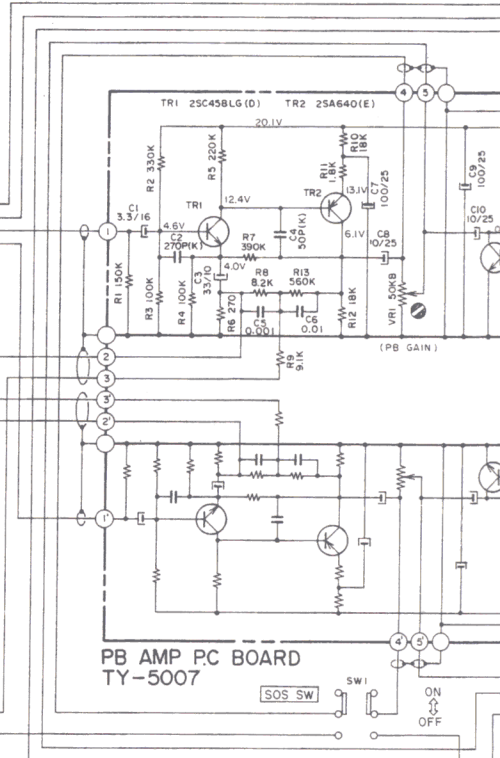 4 5
TR1 2SC458LG(D) TR2 2SA640(E)
20.1V
R2 330K
R5 220K
R10 18K
R11 1.8K
C9 100/25
13.1V
C7 100/25
C1 3.3/16
TR1
12.4V
TR2
1
4.6V
C4 50P(K)
6.1V
C8 10/25
C10 10/25
C2 270P(K)
R7 390K
4.0V
C3 33/10
R8 8.2K
R13 560K
R1 150K
R3 100K
R4 100K
R6 270
C5 0.001
C6 0.01
R12 18K
VR1 50KB
(PB GAIN)
2
R9 9.1K
3
3'
2'
1'
4' 5'
PB AMP P.C BOARD
TY-5007
SOS SW
SW1
ON
OFF